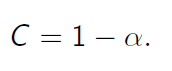 C = 1 − α.